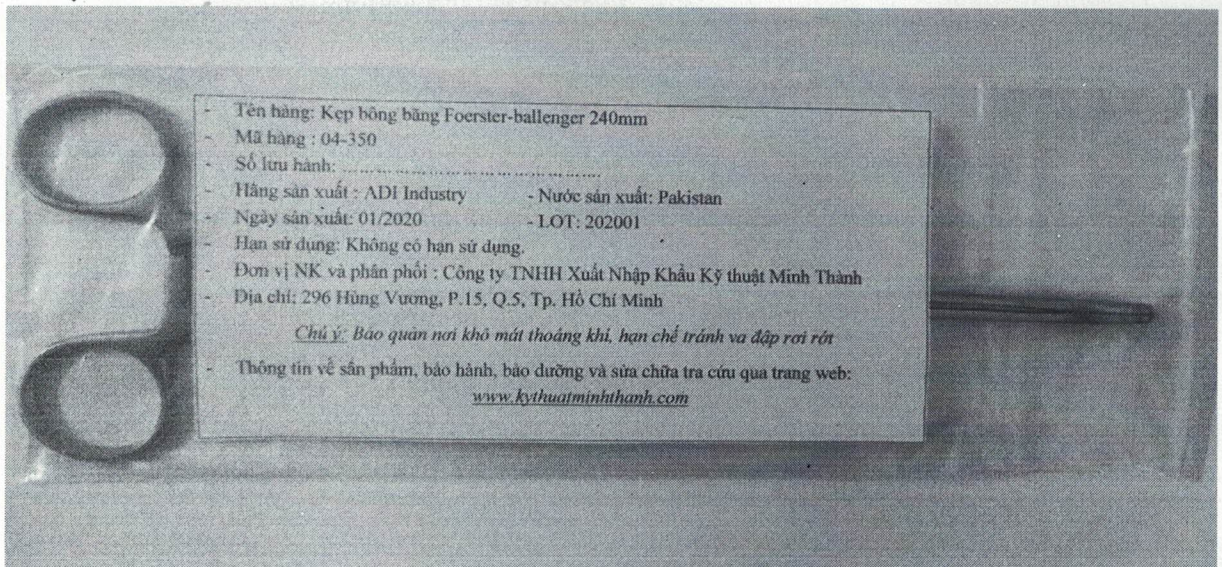 - Tên hàng: Kẹp bông băng Foerster-ballenger 240mm
- Mã hàng : 04-350
- Số lưu hành: ................................................
- Hãng sản xuất : ADI Industry - Nước sản xuất: Pakistan
- Ngày sản xuất: 01/2020 - LOT: 202001
- Hạn sử dụng: Không có hạn sử dụng.
- Đơn vị NK và phân phối : Công ty TNHH Xuất Nhập Khẩu Kỹ thuật Minh Thành
- Địa chỉ: 296 Hùng Vương, P.15, Q.5, Tp. Hồ Chí Minh
Chú ý: Bảo quản nơi khô mát thoáng khí, hạn chế tránh va đập rơi rớt
- Thông tin về sản phẩm, bảo hành, bảo dưỡng và sửa chữa tra cứu qua trang web:
www.kythuatminhthanh.com